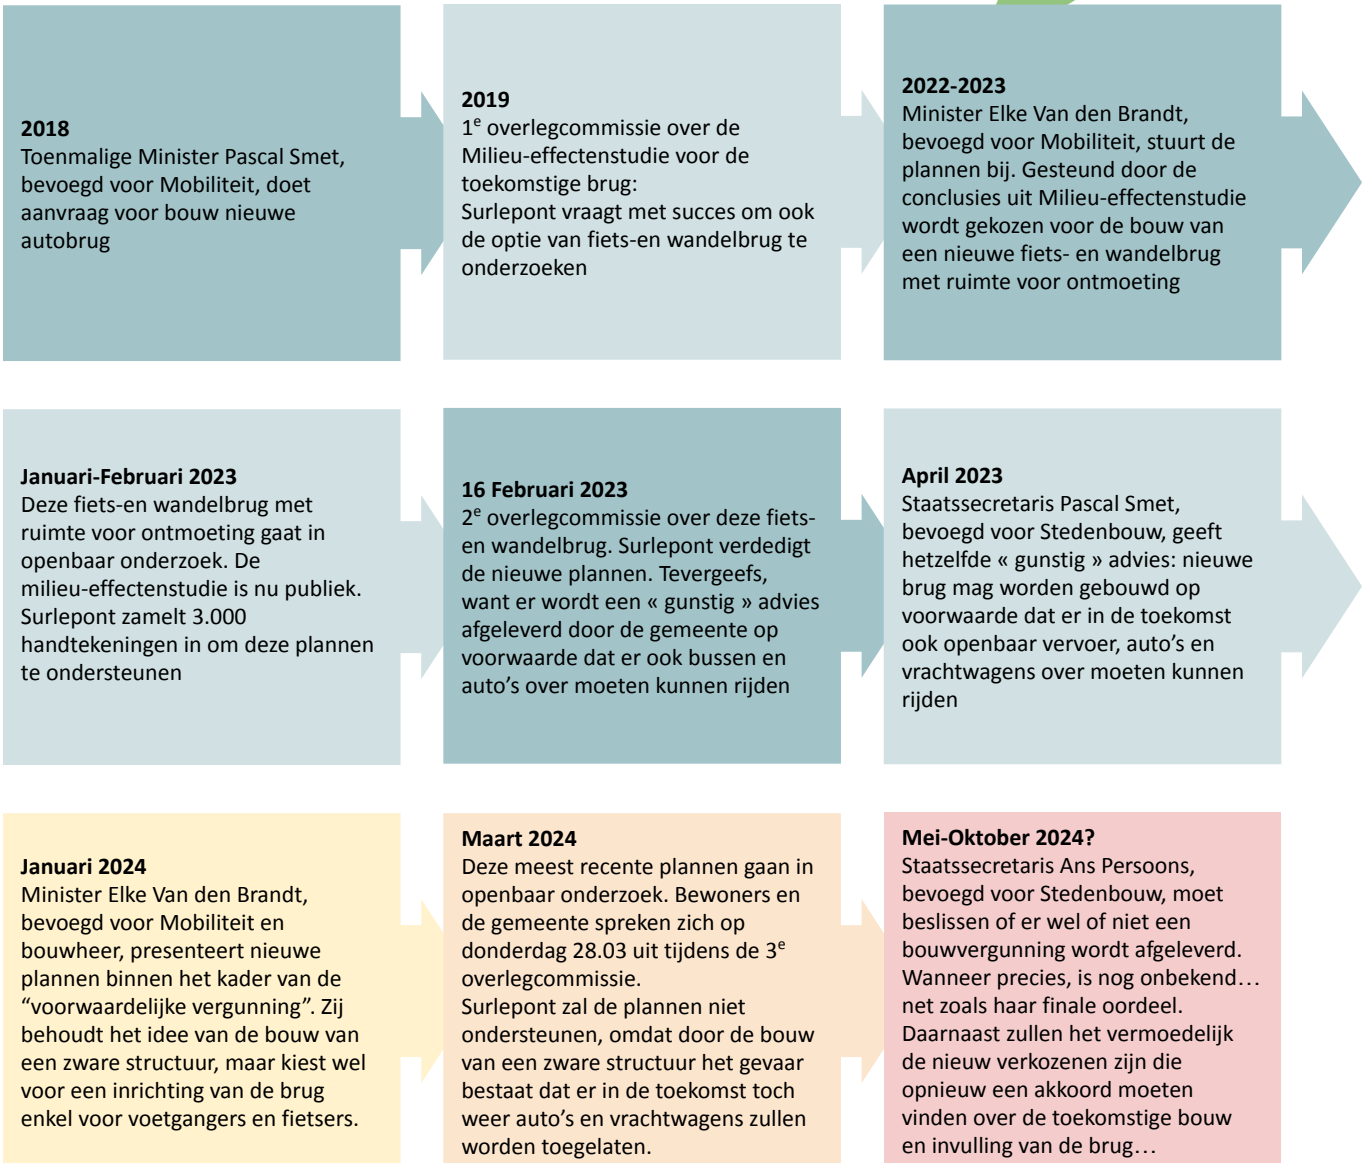 2018
Toenmalige Minister Pascal Smet,
bevoegd voor Mobiliteit, doet
aanvraag voor bouw nieuwe
autobrug
2019
1e overlegcommissie over de
Milieu-effectenstudie voor de
toekomstige brug:
Surlepont vraagt met succes om ook
de optie van fiets-en wandelbrug te
onderzoeken
2022-2023
Minister Elke Van den Brandt,
bevoegd voor Mobiliteit, stuurt de
plannen bij. Gesteund door de
conclusies uit Milieu-effectenstudie
wordt gekozen voor de bouw van
een nieuwe fiets- en wandelbrug
met ruimte voor ontmoeting
Januari-Februari 2023
Deze fiets-en wandelbrug met
ruimte voor ontmoeting gaat in
openbaar onderzoek. De
milieu-effectenstudie is nu publiek.
Surlepont zamelt 3.000
handtekeningen in om deze plannen
te ondersteunen
16 Februari 2023
2e overlegcommissie over deze fiets-
en wandelbrug. Surlepont verdedigt
de nieuwe plannen. Tevergeefs,
want er wordt een « gunstig » advies
afgeleverd door de gemeente op
voorwaarde dat er ook bussen en
auto's over moeten kunnen rijden
April 2023
Staatssecretaris Pascal Smet,
bevoegd voor Stedenbouw, geeft
hetzelfde « gunstig » advies: nieuwe
brug mag worden gebouwd op
voorwaarde dat er in de toekomst
ook openbaar vervoer, auto's en
vrachtwagens over moeten kunnen
rijden
Januari 2024
Minister Elke Van den Brandt,
bevoegd voor Mobiliteit en
bouwheer, presenteert nieuwe
plannen binnen het kader van de
“voorwaardelijke vergunning”. Zij
behoudt het idee van de bouw van
een zware structuur, maar kiest wel
voor een inrichting van de brug
enkel voor voetgangers en fietsers.
Maart 2024
Deze meest recente plannen gaan in
openbaar onderzoek. Bewoners en
de gemeente spreken zich op
donderdag 28.03 uit tijdens de 3e
overlegcommissie.
Surlepont zal de plannen niet
ondersteunen, omdat door de bouw
van een zware structuur het gevaar
bestaat dat er in de toekomst toch
weer auto's en vrachtwagens zullen
worden toegelaten.
Mei-Oktober 2024?
Staatssecretaris Ans Persoons,
bevoegd voor Stedenbouw, moet
beslissen of er wel of niet een
bouwvergunning wordt afgeleverd.
Wanneer precies, is nog onbekend…
net zoals haar finale oordeel.
Daarnaast zullen het vermoedelijk
de nieuw verkozenen zijn die
opnieuw een akkoord moeten
vinden over de toekomstige bouw
en invulling van de brug…